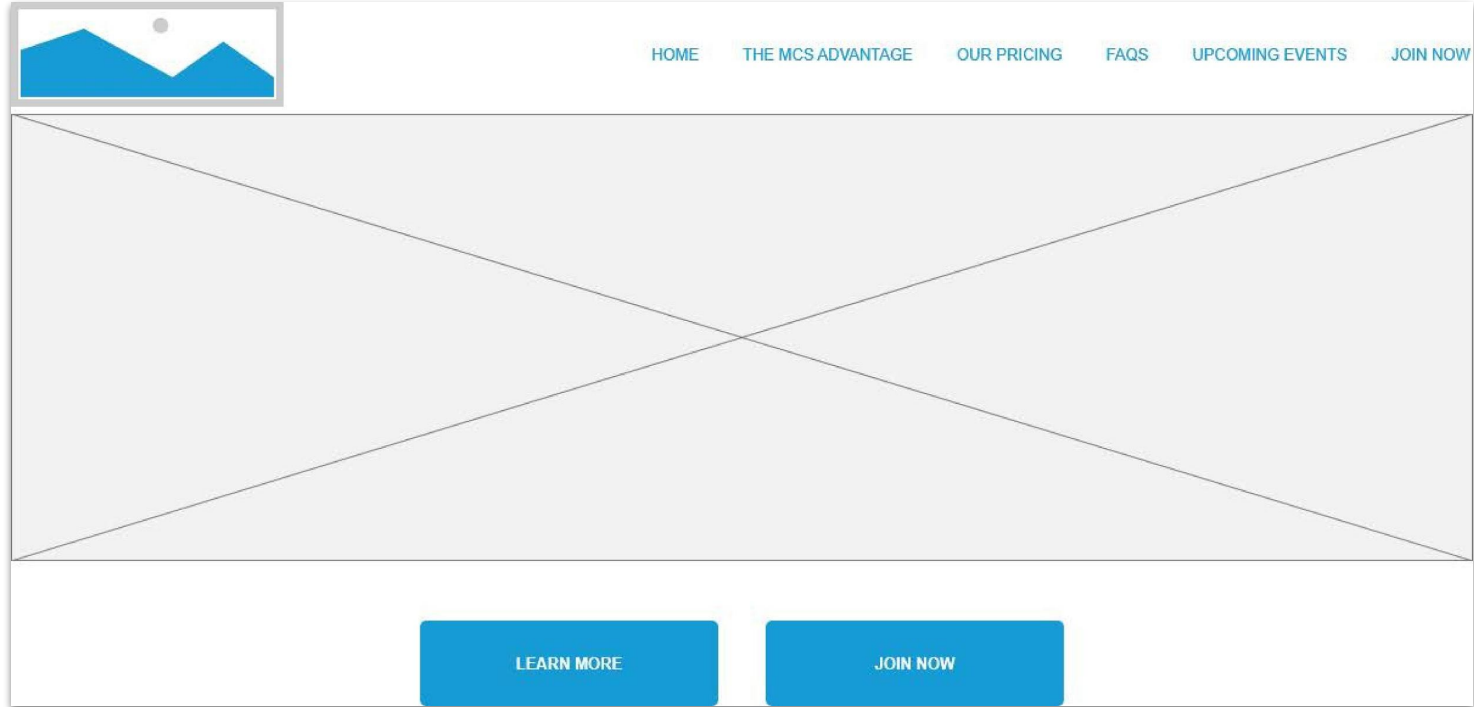 HOME THE MCS ADVANTAGE OUR PRICING FAQS UPCOMING EVENTS JOIN NOW
LEARN MORE JOIN NOW